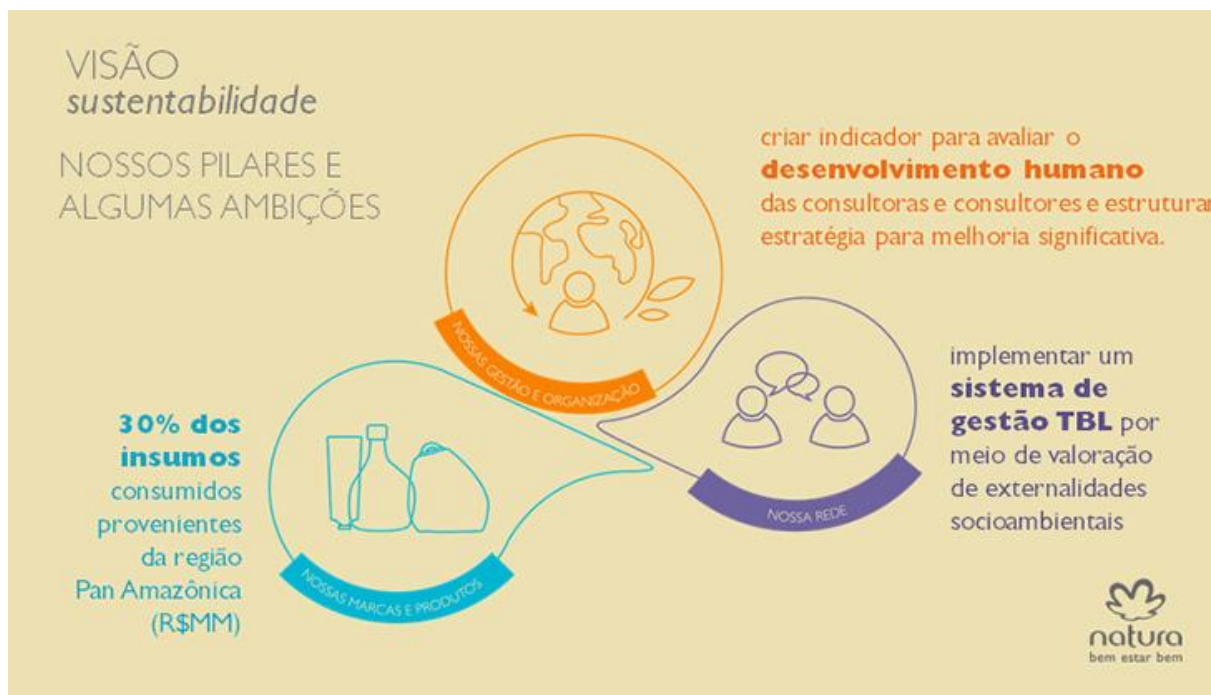 VISÃO
sustentabilidade
NOSSOS PILARES E
ALGUMAS AMBIÇÕES
criar indicador para avaliar o
desenvolvimento humano
das consultoras e consultores e estruturar
estratégia para melhoria significativa.
NOSSAS GESTÃO E ORGANIZAÇÃO
implementar um
sistema de
gestão TBL por
meio de valoração
de externalidades
socioambientais
NOSSA REDE
30% dos
insumos
consumidos
provenientes
da região
Pan Amazônica
(R$MM)
NOSSAS MARCAS E PRODUTOS
natura
bem estar bem